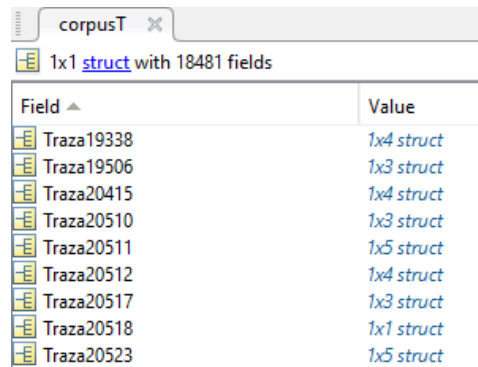 corpusT
1x1 struct with 18481 fields
Field Value
Traza19338 1x4 struct
Traza19506 1x3 struct
Traza20415 1x4 struct
Traza20510 1x3 struct
Traza20511 1x5 struct
Traza20512 1x4 struct
Traza20517 1x3 struct
Traza20518 1x1 struct
Traza20523 1x5 struct